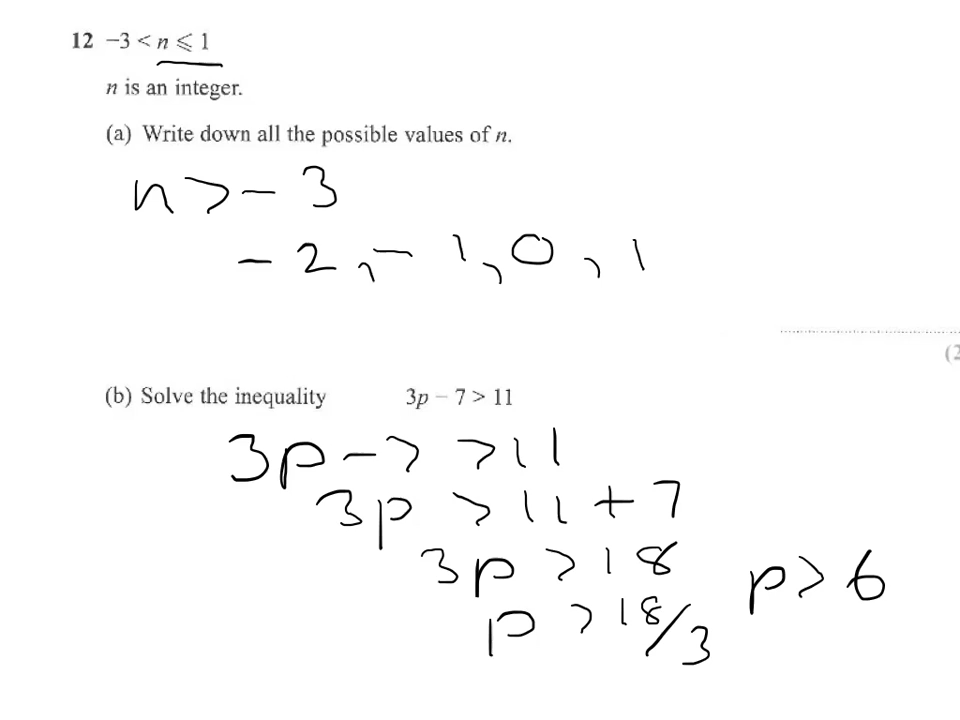 12 −3 < n ⩽ 1
n is an integer.
(a) Write down all the possible values of n.
n > − 3
− 2, − 1, 0, 1
(2
(b) Solve the inequality 3p − 7 > 11
3p − 7 > 11
3p > 11 + 7
3p > 18
p > 6
p > 18/3